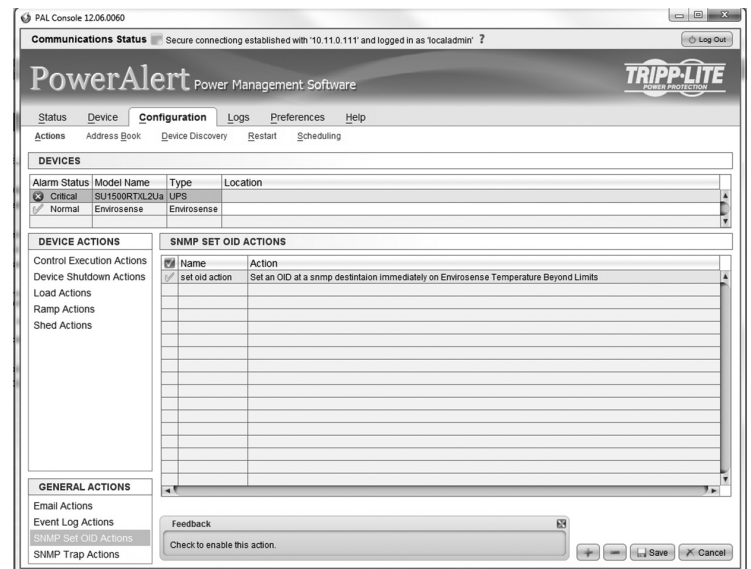 PAL Console 12.06.0060
Communications Status Secure connectiong established with '10.11.0.111' and logged in as 'localadmin' ? Log Out
PowerAlert Power Management Software
TRIPP·LITE
POWER PROTECTION
Status Device Configuration Logs Preferences Help
Actions Address Book Device Discovery Restart Scheduling
DEVICES
Alarm Status Model Name Type Location
Critical SU1500RTXL2Ua UPS
Normal Envirosense Envirosense
DEVICE ACTIONS
Control Execution Actions
Device Shutdown Actions
Load Actions
Ramp Actions
Shed Actions
SNMP SET OID ACTIONS
Name Action
set oid action Set an OID at a snmp destintaion immediately on Envirosense Temperature Beyond Limits
GENERAL ACTIONS
Email Actions
Event Log Actions
SNMP Set OID Actions
SNMP Trap Actions
Feedback
Check to enable this action.
Save Cancel